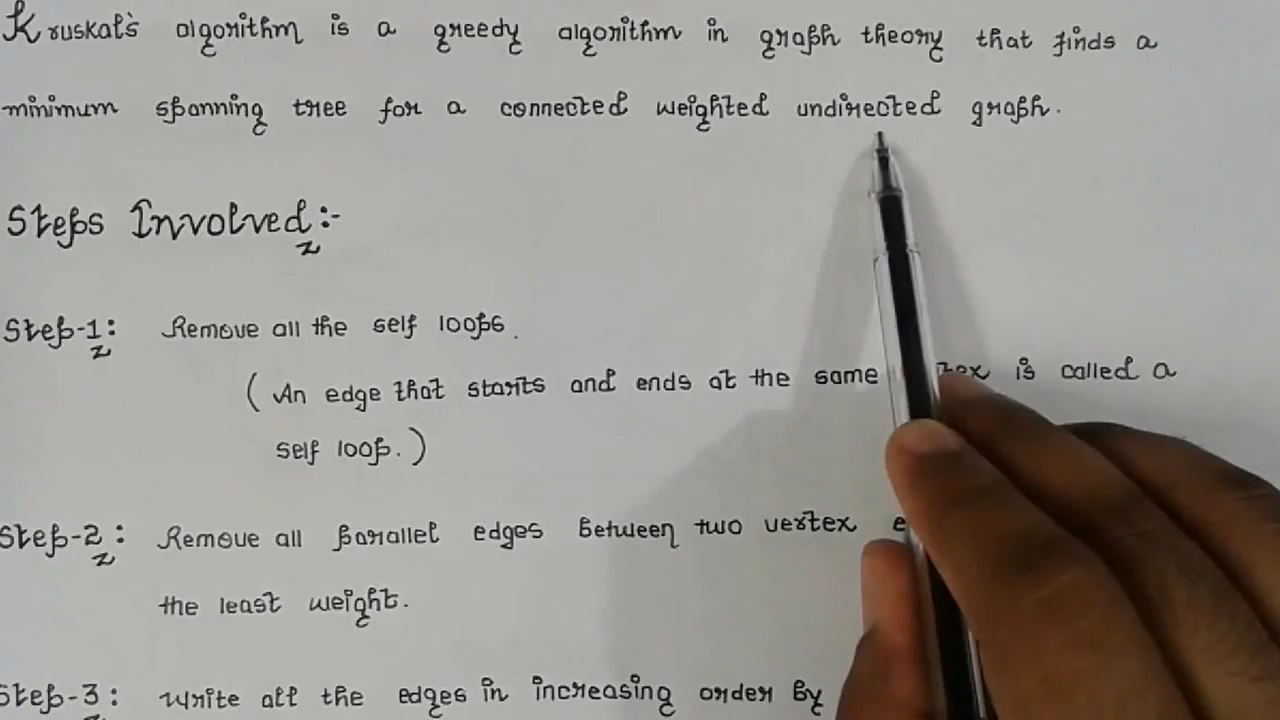 Kruskal's algorithm is a greedy algorithm in graph theory that finds a
minimum spanning tree for a connected weighted undirected graph.
Steps Involved:-
Step-1: Remove all the self loops.
(An edge that starts and ends at the same is called a
self loop.)
Step-2: Remove all parallel edges between two vertex
the least weight.
Step-3: Write all the edges in increasing order by